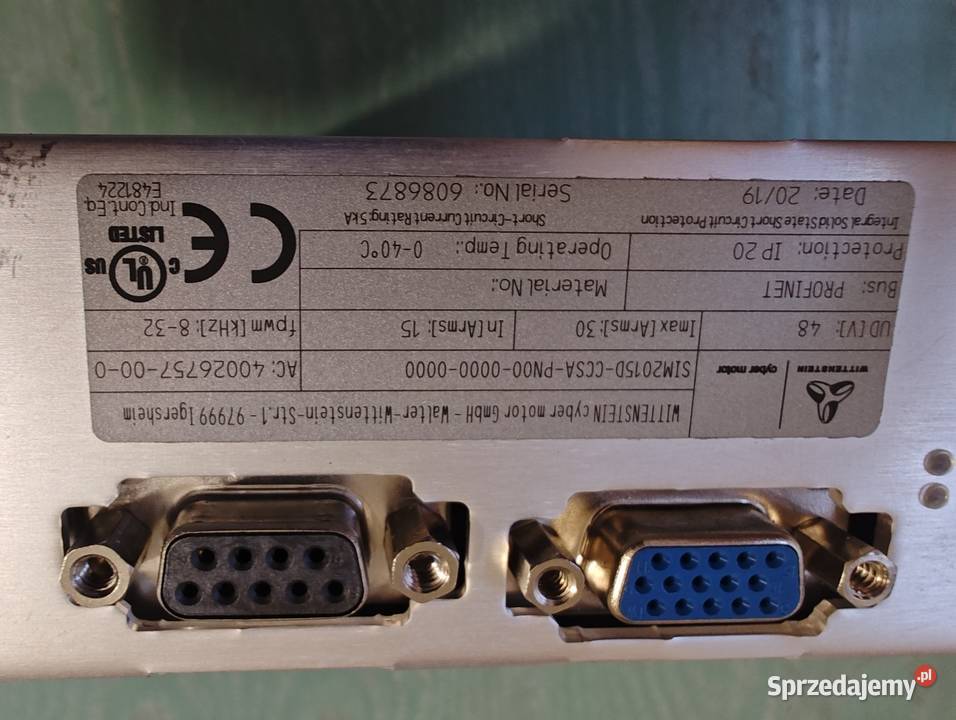 WITTENSTEIN cyber motor GmbH - Walter-Wittenstein-Str.1 - 97999 Igersheim
WITTENSTEIN
cyber motor
SIM2015D-CCSA-PN00-0000-0000
AC: 40026757-00-0
UD [V]: 48
Imax [Arms]: 30
In [Arms]: 15
fpwm [kHz]: 8-32
Bus: PROFINET
Material No.:
Protection: IP 20
Operating Temp.: 0-40°C
Integral Solid State Short Circuit Protection
Short-Circuit Current Rating: 5kA
Date: 20/19
Serial No.: 6086873
CE
C UL® US
LISTED
Ind. Cont. Eq.
E481224
Sprzedajemy.pl